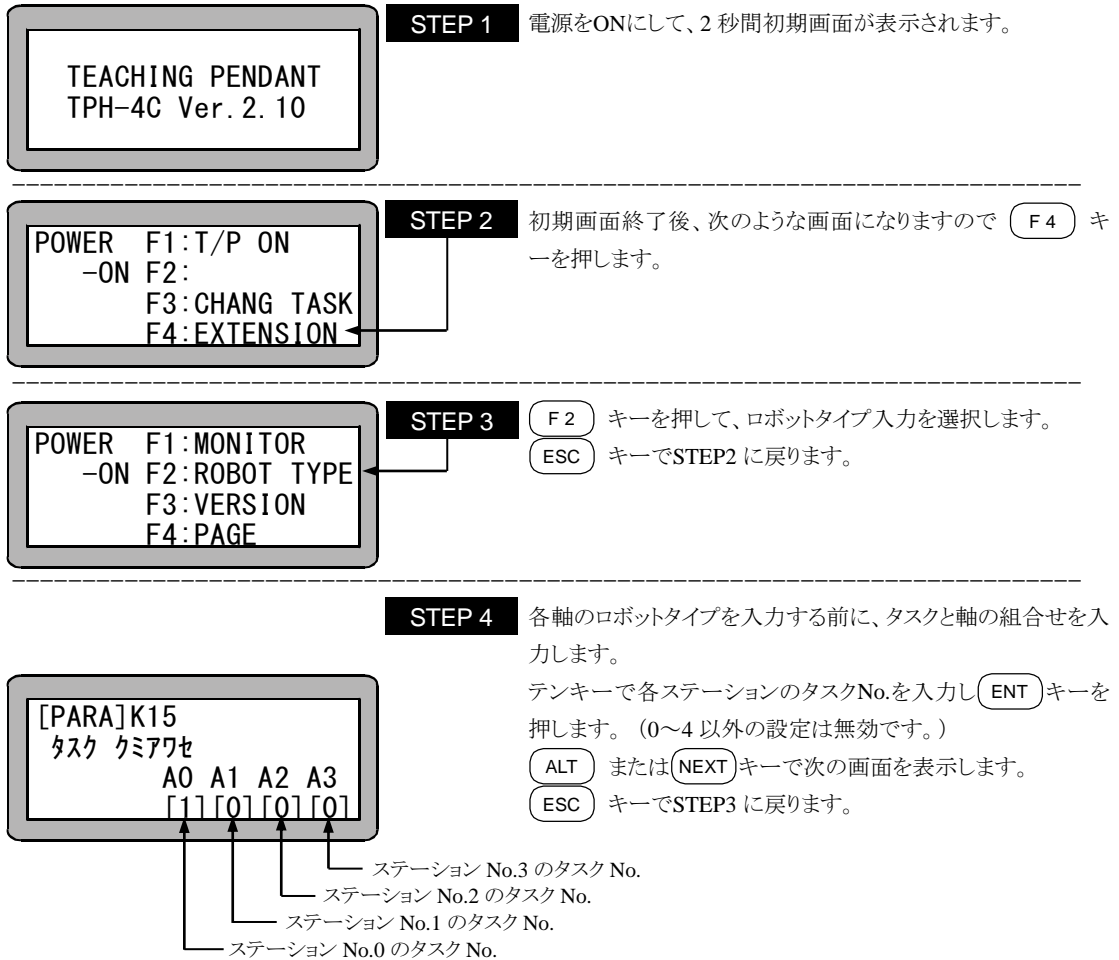 STEP 1 電源をONにして、2 秒間初期画面が表示されます。
TEACHING PENDANT
TPH-4C Ver.2.10
STEP 2 初期画面終了後、次のような画面になりますので F 4 キ
ーを押します。
POWER F1:T/P ON
-ON F2:
F3:CHANG TASK
F4:EXTENSION
STEP 3 F 2 キーを押して、ロボットタイプ入力を選択します。
ESC キーでSTEP2 に戻ります。
POWER F1:MONITOR
-ON F2:ROBOT TYPE
F3:VERSION
F4:PAGE
STEP 4 各軸のロボットタイプを入力する前に、タスクと軸の組合せを入
力します。
テンキーで各ステーションのタスクNo.を入力し ENT キーを
押します。（0～4 以外の設定は無効です。）
ALT または NEXT キーで次の画面を表示します。
ESC キーでSTEP3 に戻ります。
[PARA]K15
ﾀｽｸ ｸﾐｱﾜｾ
A0 A1 A2 A3
[1][0][0][0]
ステーション No.3 のタスク No.
ステーション No.2 のタスク No.
ステーション No.1 のタスク No.
ステーション No.0 のタスク No.